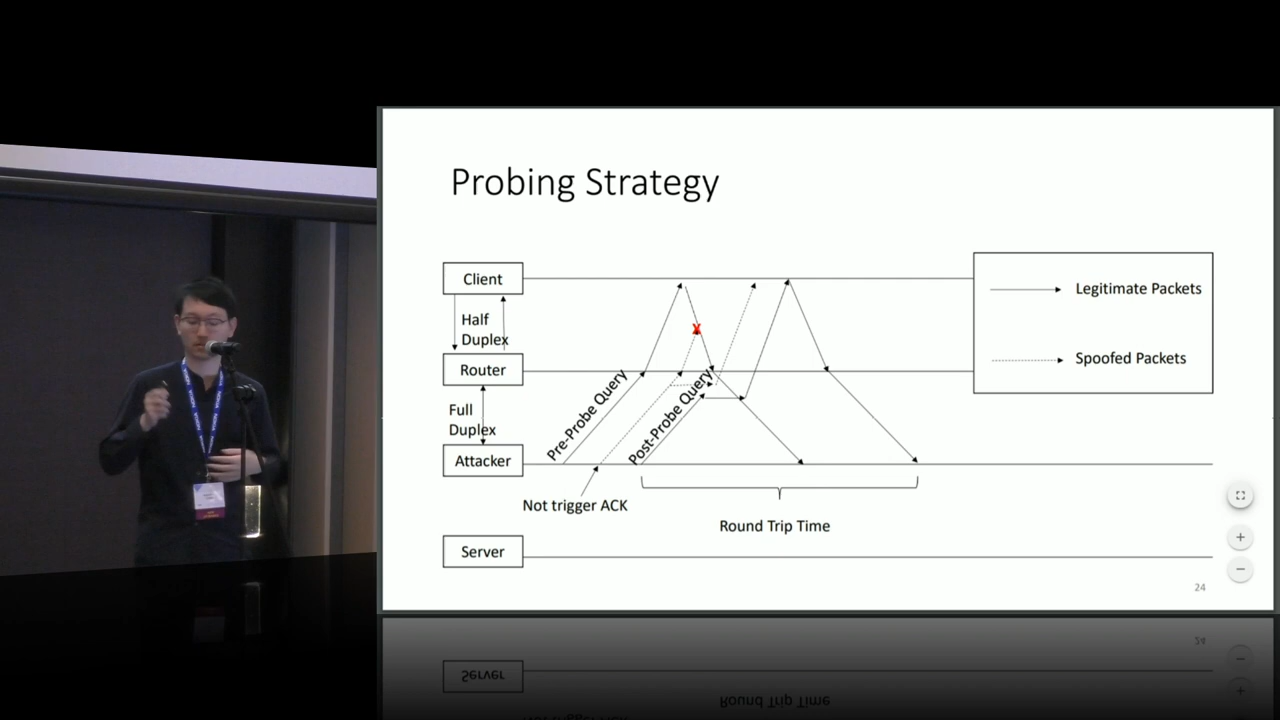 Probing Strategy
Client
Half
Duplex
Router
Full
Duplex
Attacker
Server
Pre-Probe Query
Post-Probe Query
X
Not trigger ACK
Round Trip Time
Legitimate Packets
Spoofed Packets
24